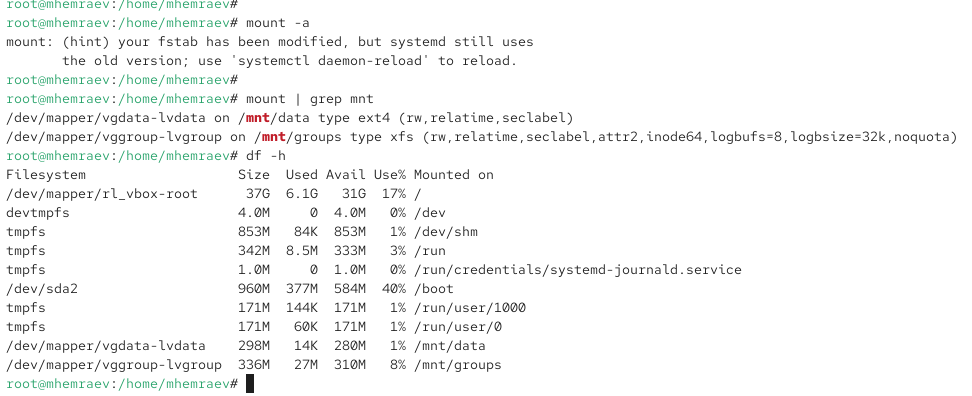 root@mhemraev:/home/mhemraev#
root@mhemraev:/home/mhemraev# mount -a
mount: (hint) your fstab has been modified, but systemd still uses
       the old version; use 'systemctl daemon-reload' to reload.
root@mhemraev:/home/mhemraev#
root@mhemraev:/home/mhemraev# mount | grep mnt
/dev/mapper/vgdata-lvdata on /mnt/data type ext4 (rw,relatime,seclabel)
/dev/mapper/vggroup-lvgroup on /mnt/groups type xfs (rw,relatime,seclabel,attr2,inode64,logbufs=8,logbsize=32k,noquota)
root@mhemraev:/home/mhemraev# df -h
Filesystem                   Size  Used Avail Use% Mounted on
/dev/mapper/rl_vbox-root      37G  6.1G   31G  17% /
devtmpfs                     4.0M     0  4.0M   0% /dev
tmpfs                        853M   84K  853M   1% /dev/shm
tmpfs                        342M  8.5M  333M   3% /run
tmpfs                        1.0M     0  1.0M   0% /run/credentials/systemd-journald.service
/dev/sda2                    960M  377M  584M  40% /boot
tmpfs                        171M  144K  171M   1% /run/user/1000
tmpfs                        171M   60K  171M   1% /run/user/0
/dev/mapper/vgdata-lvdata    298M   14K  280M   1% /mnt/data
/dev/mapper/vggroup-lvgroup  336M   27M  310M   8% /mnt/groups
root@mhemraev:/home/mhemraev#